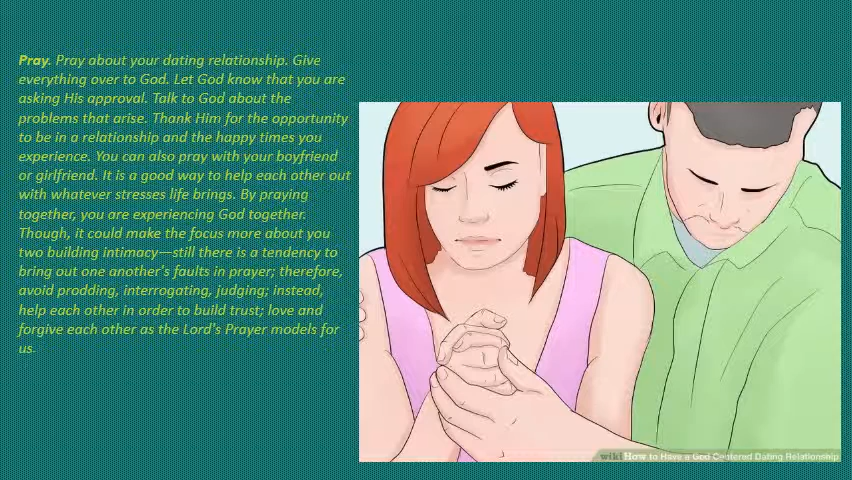 Pray. Pray about your dating relationship. Give
everything over to God. Let God know that you are
asking His approval. Talk to God about the
problems that arise. Thank Him for the opportunity
to be in a relationship and the happy times you
experience. You can also pray with your boyfriend
or girlfriend. It is a good way to help each other out
with whatever stresses life brings. By praying
together, you are experiencing God together.
Though, it could make the focus more about you
two building intimacy—still there is a tendency to
bring out one another's faults in prayer; therefore,
avoid prodding, interrogating, judging; instead,
help each other in order to build trust; love and
forgive each other as the Lord's Prayer models for
us.
wikiHow to Have a God Centered Dating Relationship